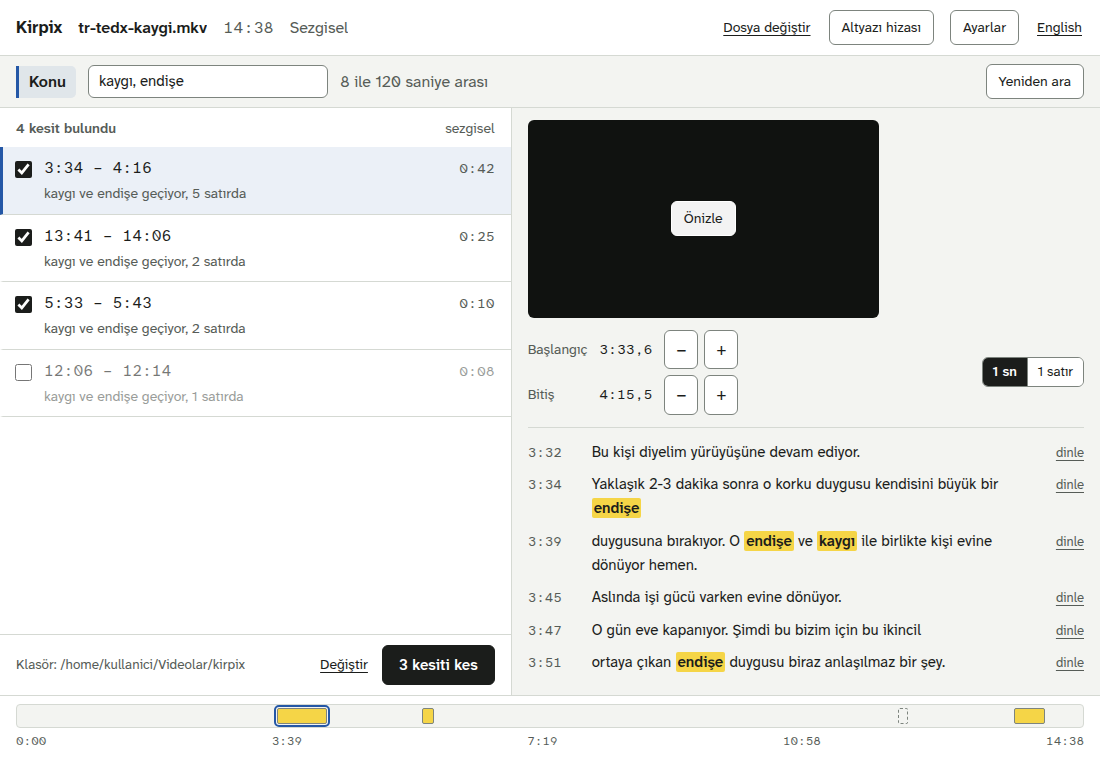 Kirpix tr-tedx-kaygi.mkv 14:38 Sezgisel Dosya değiştir Altyazı hizası Ayarlar English
Konu kaygı, endişe 8 ile 120 saniye arası Yeniden ara
4 kesit bulundu sezgisel
3:34 – 4:16 0:42
kaygı ve endişe geçiyor, 5 satırda
13:41 – 14:06 0:25
kaygı ve endişe geçiyor, 2 satırda
5:33 – 5:43 0:10
kaygı ve endişe geçiyor, 2 satırda
12:06 – 12:14 0:08
kaygı ve endişe geçiyor, 1 satırda
Klasör: /home/kullanici/Videolar/kirpix Değiştir 3 kesiti kes
Önizle
Başlangıç 3:33,6 − +
Bitiş 4:15,5 − +
1 sn 1 satır
3:32 Bu kişi diyelim yürüyüşüne devam ediyor. dinle
3:34 Yaklaşık 2-3 dakika sonra o korku duygusu kendisini büyük bir dinle
endişe
3:39 duygusuna bırakıyor. O endişe ve kaygı ile birlikte kişi evine dinle
dönüyor hemen.
3:45 Aslında işi gücü varken evine dönüyor. dinle
3:47 O gün eve kapanıyor. Şimdi bu bizim için bu ikincil dinle
3:51 ortaya çıkan endişe duygusu biraz anlaşılmaz bir şey. dinle
0:00 3:39 7:19 10:58 14:38